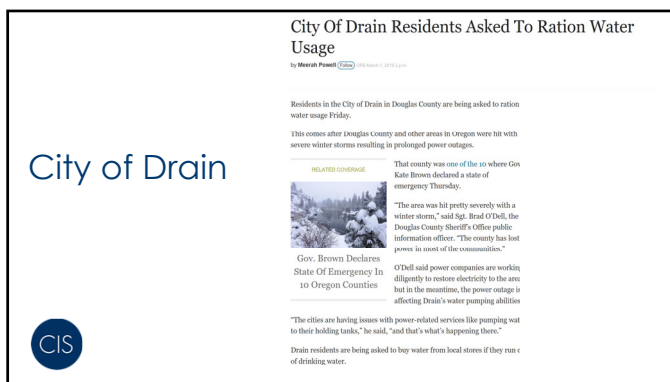 City of Drain
CIS
City Of Drain Residents Asked To Ration Water
Usage
by Meerah Powell Follow OPB March 1, 2019 2 p.m.
Residents in the City of Drain in Douglas County are being asked to ration
water usage Friday.
This comes after Douglas County and other areas in Oregon were hit with
severe winter storms resulting in prolonged power outages.
RELATED COVERAGE
Gov. Brown Declares
State Of Emergency In
10 Oregon Counties
That county was one of the 10 where Gov
Kate Brown declared a state of
emergency Thursday.
"The area was hit pretty severely with a
winter storm," said Sgt. Brad O'Dell, the
Douglas County Sheriff's Office public
information officer. "The county has lost
power in most of the communities."
O'Dell said power companies are working
diligently to restore electricity to the area
but in the meantime, the power outage is
affecting Drain's water pumping abilities
"The cities are having issues with power-related services like pumping wat
to their holding tanks," he said, "and that's what's happening there."
Drain residents are being asked to buy water from local stores if they run o
of drinking water.